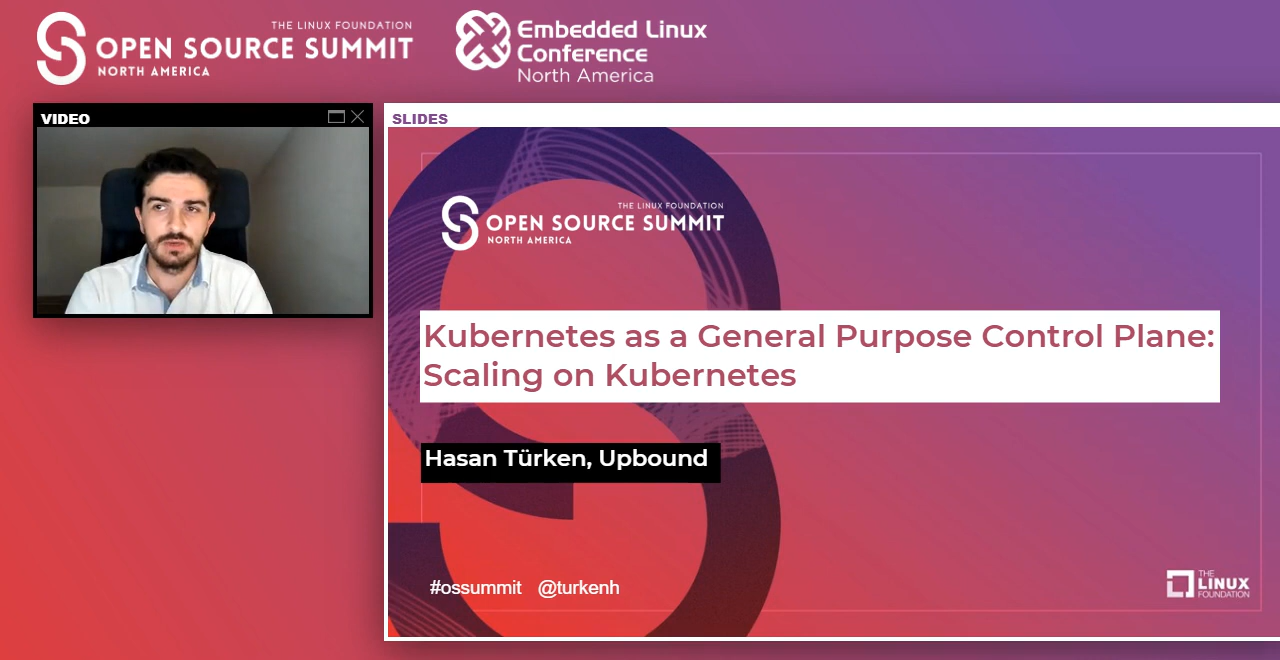 THE LINUX FOUNDATION
OPEN SOURCE SUMMIT
NORTH AMERICA
Embedded Linux
Conference
North America
VIDEO
SLIDES
THE LINUX FOUNDATION
OPEN SOURCE SUMMIT
NORTH AMERICA
Kubernetes as a General Purpose Control Plane:
Scaling on Kubernetes
Hasan Türken, Upbound
#ossummit @turkenh
THE
LINUX
FOUNDATION